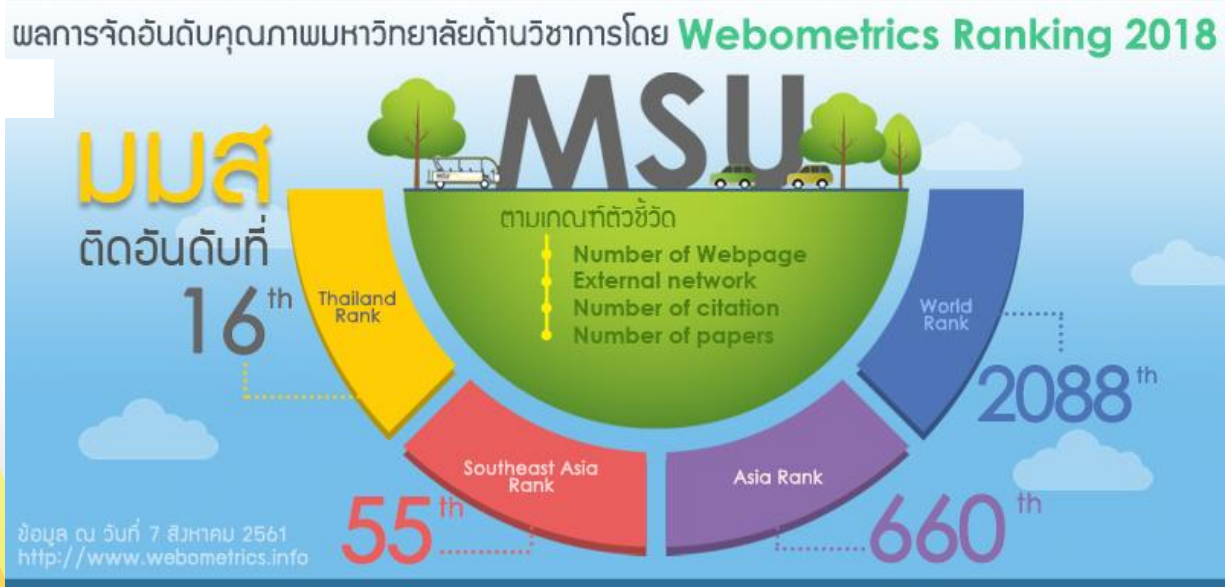 ผลการจัดอันดับคุณภาพมหาวิทยาลัยด้านวิชาการโดย Webometrics Ranking 2018
MSU
มมส
ติดอันดับที่
16th
Thailand
Rank
ตามเกณฑ์ตัวชี้วัด
Number of Webpage
External network
Number of citation
Number of papers
World
Rank
2088th
Southeast Asia
Rank
55th
Asia Rank
660th
ข้อมูล ณ วันที่ 7 สิงหาคม 2561
http://www.webometrics.info